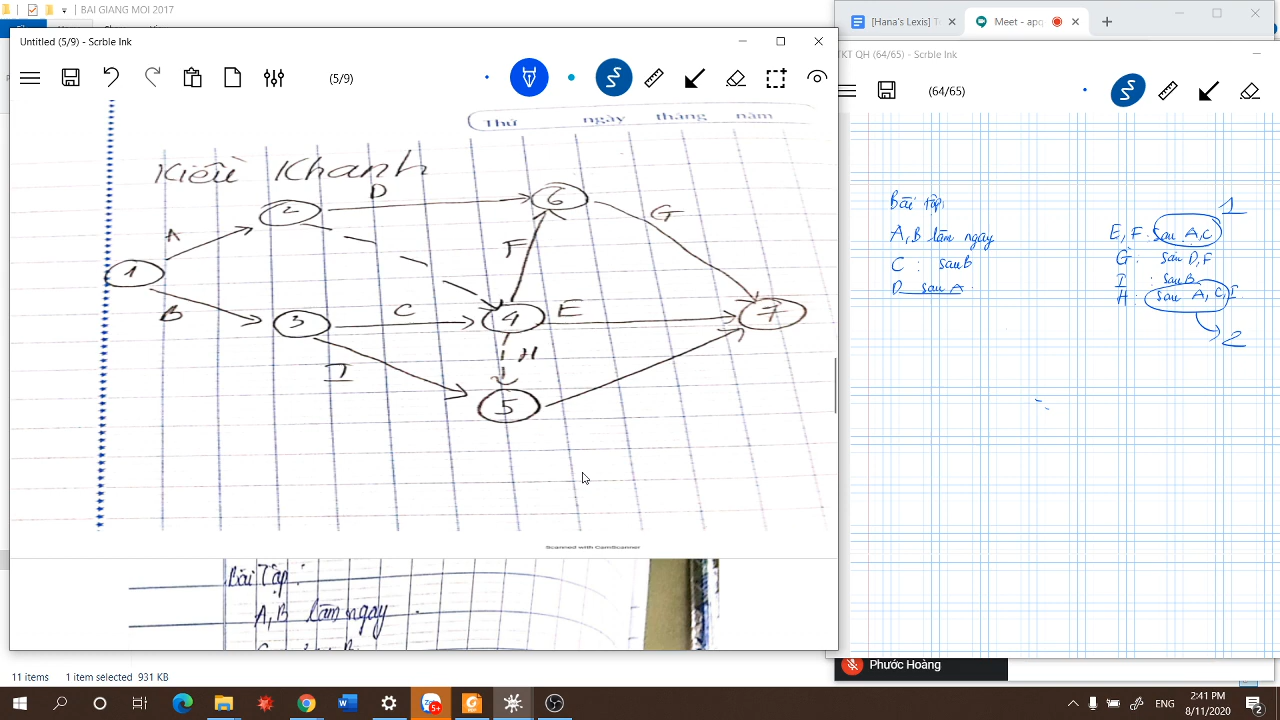 BAI GIANG MOI 2017
[Hana's Lexis] T
Meet - apq
Untitled (5/9) - Scrble Ink
TKT QH (64/65) - Scrble Ink
(5/9)
(64/65)
Thứ ngày tháng năm
Kiều Khanh
D
2
6
A
G
1
F
B
3
C
4
E
7
H
I
5
Scanned with CamScanner
Bài Tập:
A, B làm ngay
Bài tập:
A, B làm ngay
C : sau B
D sau A
1
E, F: sau A, C
G: sau D, F
I : sau B
H: sau A, C, I
2
Phước Hoàng
11 items 1 item selected 931 KB
5+
ENG
2:41 PM
8/11/2020
2